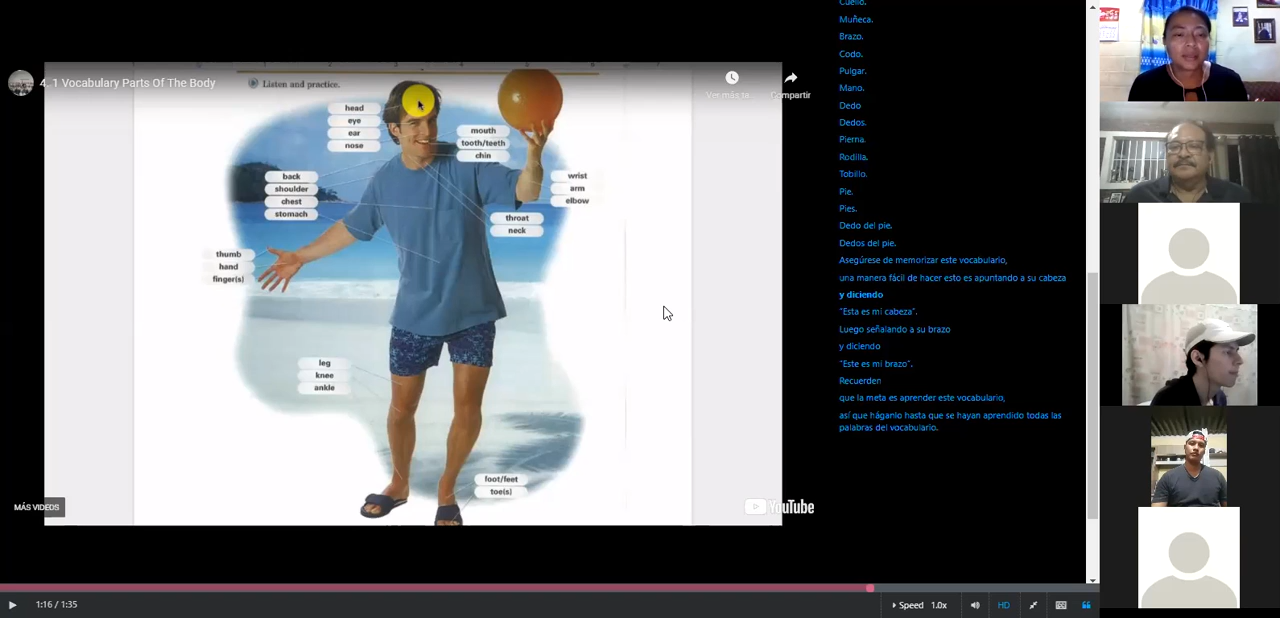 4. 1 Vocabulary Parts Of The Body
Listen and practice.
Ver más ta...
Compartir
head
eye
ear
nose
mouth
tooth/teeth
chin
back
shoulder
chest
stomach
wrist
arm
elbow
throat
neck
thumb
hand
finger(s)
leg
knee
ankle
foot/feet
toe(s)
MÁS VIDEOS
YouTube
1:16 / 1:35
Speed 1.0x
HD
Cuello.
Muñeca.
Brazo.
Codo.
Pulgar.
Mano.
Dedo
Dedos.
Pierna.
Rodilla.
Tobillo.
Pie.
Pies.
Dedo del pie.
Dedos del pie.
Asegúrese de memorizar este vocabulario,
una manera fácil de hacer esto es apuntando a su cabeza
y diciendo
"Esta es mi cabeza".
Luego señalando a su brazo
y diciendo
"Este es mi brazo".
Recuerden
que la meta es aprender este vocabulario,
así que háganlo hasta que se hayan aprendido todas las
palabras del vocabulario.